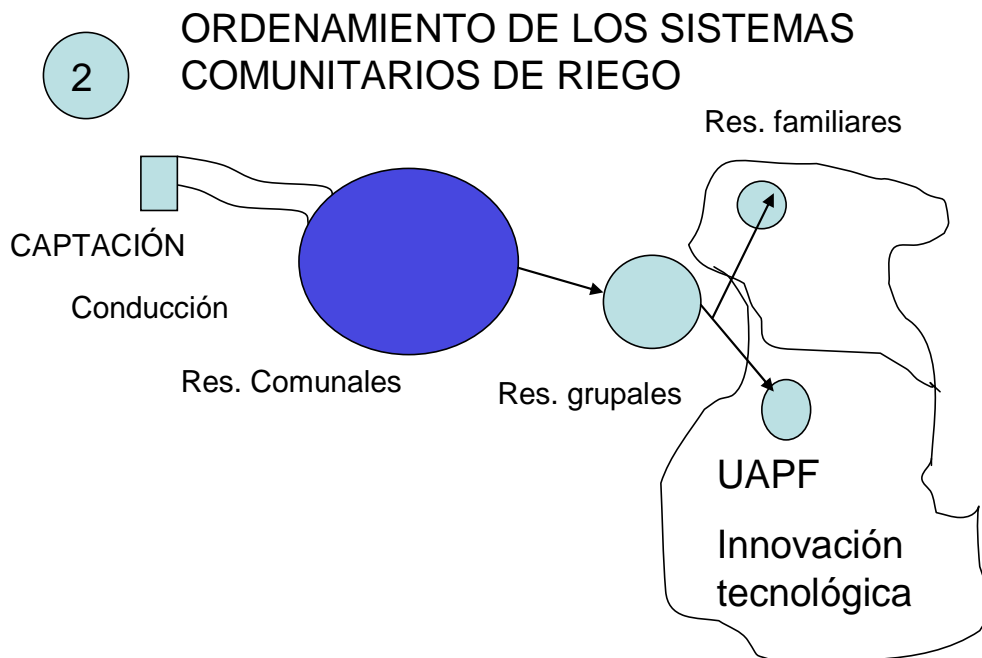 2
ORDENAMIENTO DE LOS SISTEMAS
COMUNITARIOS DE RIEGO
Res. familiares
CAPTACIÓN
Conducción
Res. Comunales
Res. grupales
UAPF
Innovación
tecnológica